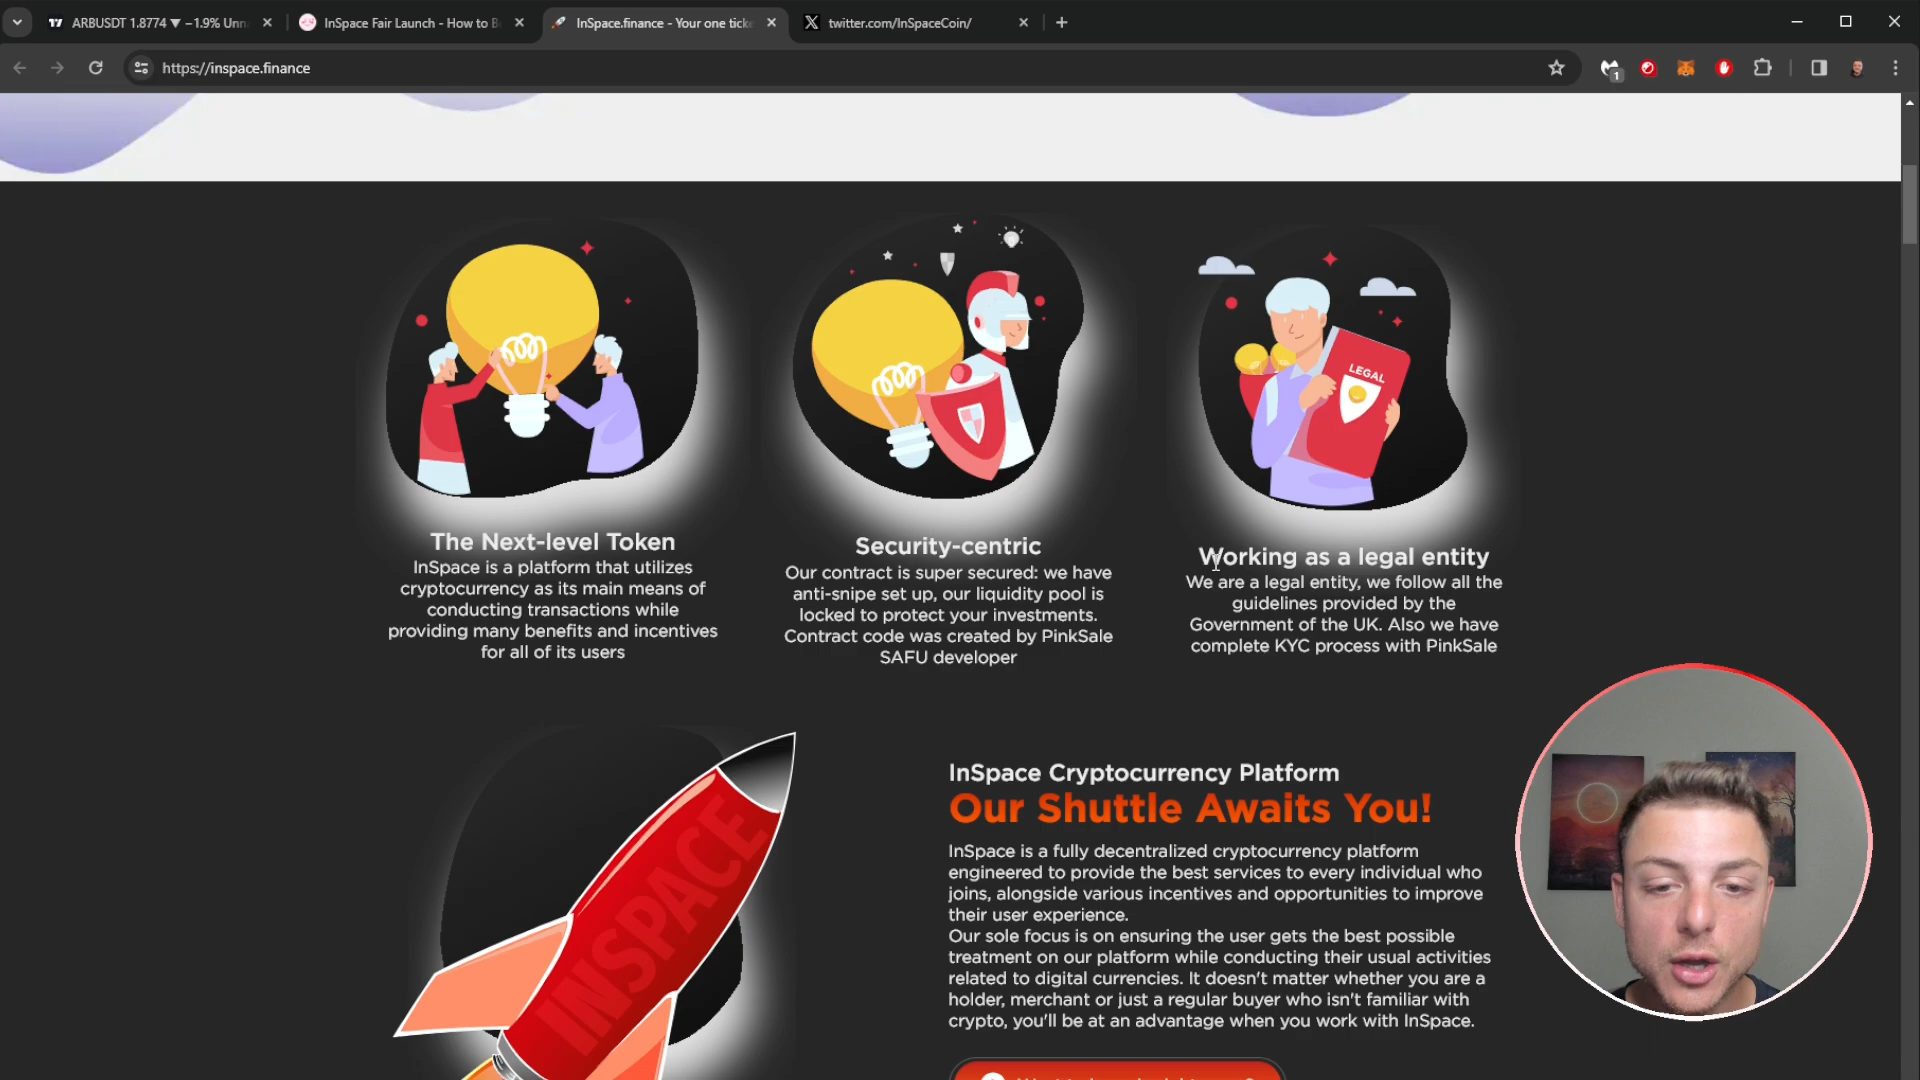 ARBUSDT 1.8774 ▼ −1.9% Unn
InSpace Fair Launch - How to B
InSpace.finance - Your one ticke
twitter.com/InSpaceCoin/
https://inspace.finance
1
LEGAL
The Next-level Token
InSpace is a platform that utilizes
cryptocurrency as its main means of
conducting transactions while
providing many benefits and incentives
for all of its users
Security-centric
Our contract is super secured: we have
anti-snipe set up, our liquidity pool is
locked to protect your investments.
Contract code was created by PinkSale
SAFU developer
Working as a legal entity
We are a legal entity, we follow all the
guidelines provided by the
Government of the UK. Also we have
complete KYC process with PinkSale
INSPACE
InSpace Cryptocurrency Platform
Our Shuttle Awaits You!
InSpace is a fully decentralized cryptocurrency platform
engineered to provide the best services to every individual who
joins, alongside various incentives and opportunities to improve
their user experience.
Our sole focus is on ensuring the user gets the best possible
treatment on our platform while conducting their usual activities
related to digital currencies. It doesn't matter whether you are a
holder, merchant or just a regular buyer who isn't familiar with
crypto, you'll be at an advantage when you work with InSpace.